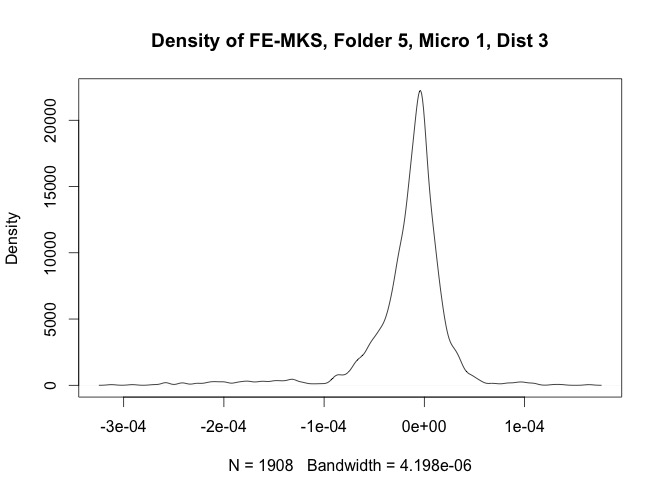 Density of FE-MKS, Folder 5, Micro 1, Dist 3
Density
20000
15000
10000
5000
0
-3e-04 -2e-04 -1e-04 0e+00 1e-04
N = 1908 Bandwidth = 4.198e-06